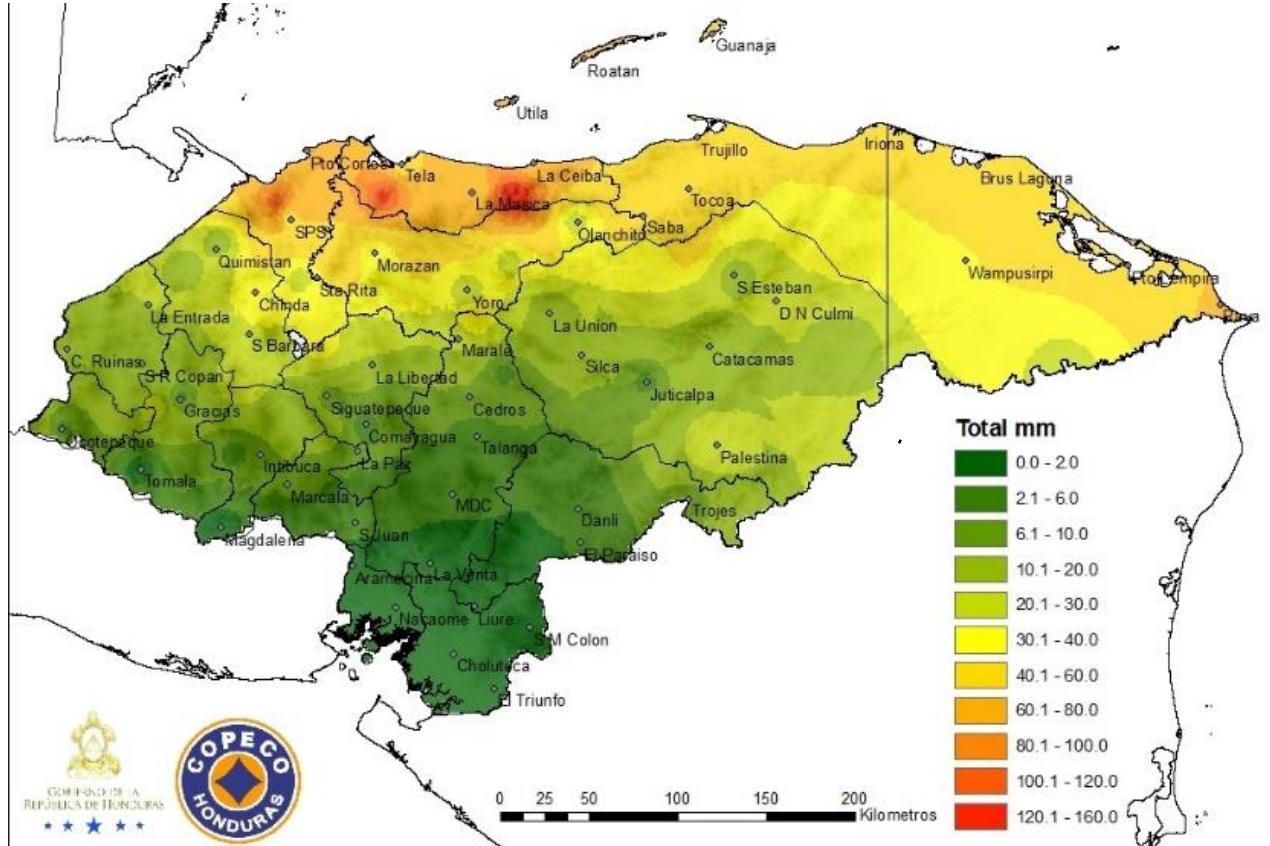 Guanaja
Roatan
Utila
Trujillo
Iriona
Pto Cortes
Tela
La Ceiba
Brus Laguna
La Masica
Tocoa
SPS
Olanchito
Saba
Quimistan
Morazan
Wampusirpi
Sta Rita
Yoro
S Esteban
Chinda
D N Culmi
La Entrada
La Union
S Barbara
Marale
Catacamas
C. Ruinas
Silca
S R Copan
La Libertad
Juticalpa
Gracias
Siguatepeque
Cedros
Comayagua
Ocotepeque
Talanga
Palestina
Intibuca
La Paz
Tomala
Marcala
MDC
Trojes
Danli
Magdalena
S Juan
El Paraiso
Aramecina
La Venta
Nacaome
Liure
S M Colon
Choluteca
El Triunfo
Total mm
0.0 - 2.0
2.1 - 6.0
6.1 - 10.0
10.1 - 20.0
20.1 - 30.0
30.1 - 40.0
40.1 - 60.0
60.1 - 80.0
80.1 - 100.0
100.1 - 120.0
120.1 - 160.0
GOBIERNO DE LA
REPÚBLICA DE HONDURAS
COPECO
HONDURAS
0 25 50 100 150 200
Kilometros